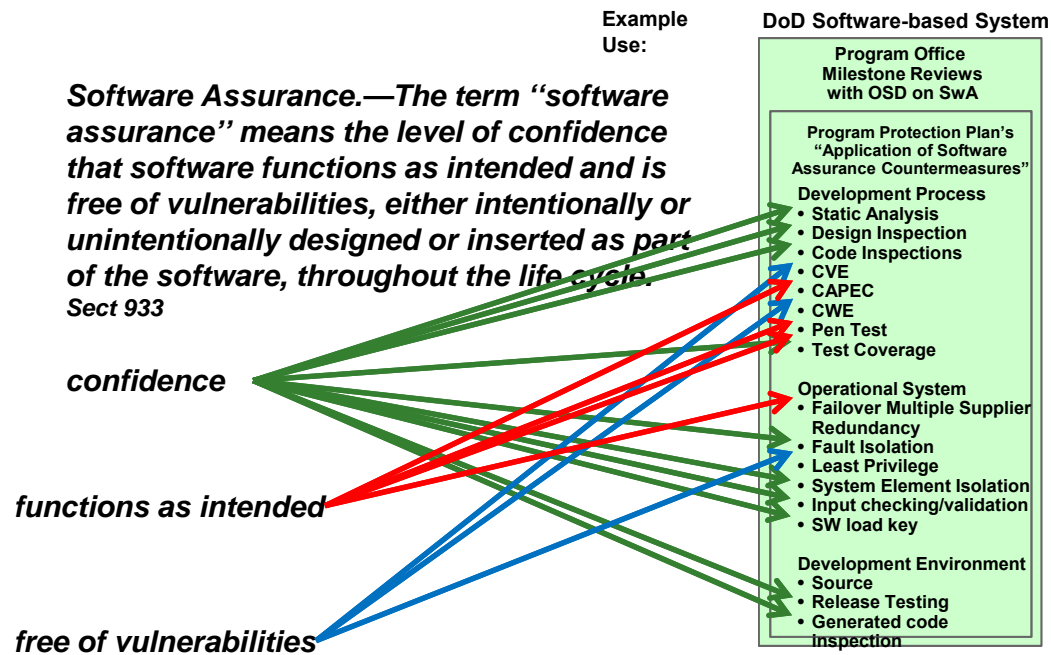 Example
Use:
DoD Software-based System
Program Office
Milestone Reviews
with OSD on SwA
Software Assurance.—The term ‘‘software
assurance’’ means the level of confidence
that software functions as intended and is
free of vulnerabilities, either intentionally or
unintentionally designed or inserted as part
of the software, throughout the life cycle.
Sect 933
confidence
functions as intended
free of vulnerabilities
Program Protection Plan’s
“Application of Software
Assurance Countermeasures”
Development Process
• Static Analysis
• Design Inspection
• Code Inspections
• CVE
• CAPEC
• CWE
• Pen Test
• Test Coverage
Operational System
• Failover Multiple Supplier
Redundancy
• Fault Isolation
• Least Privilege
• System Element Isolation
• Input checking/validation
• SW load key
Development Environment
• Source
• Release Testing
• Generated code
inspection